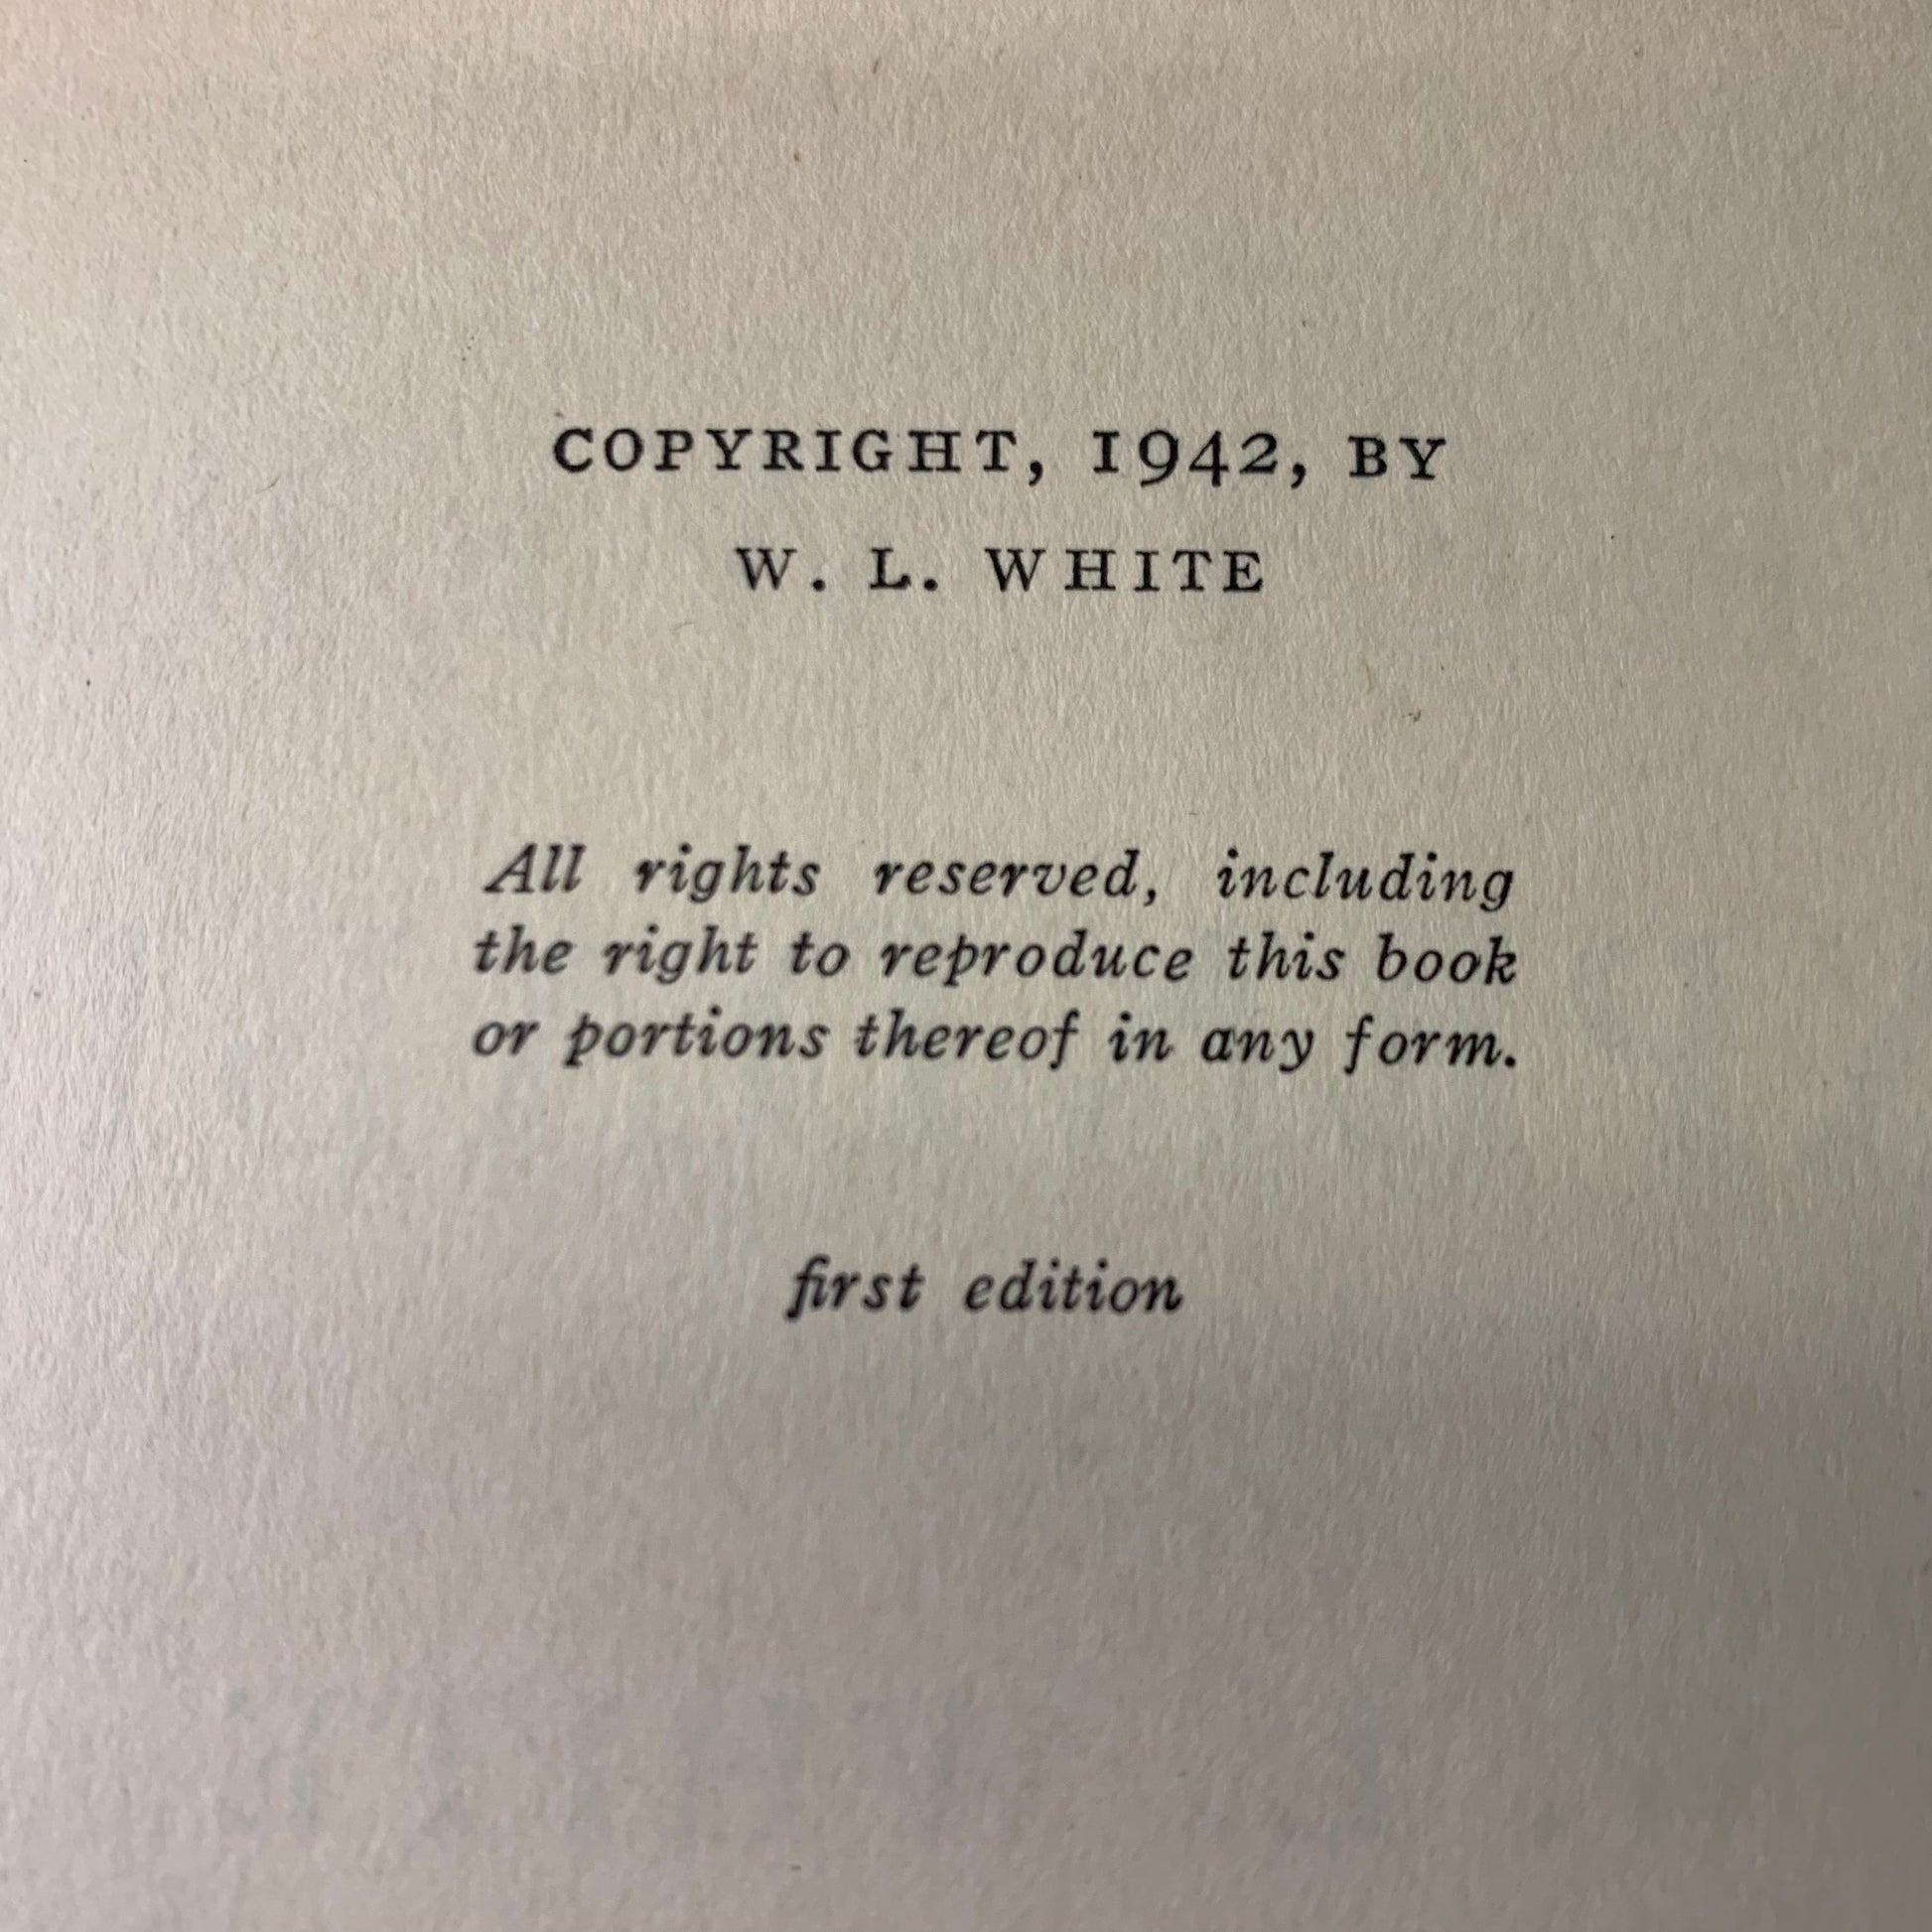 COPYRIGHT, 1942, BY
W. L. WHITE
All rights reserved, including
the right to reproduce this book
or portions thereof in any form.
first edition